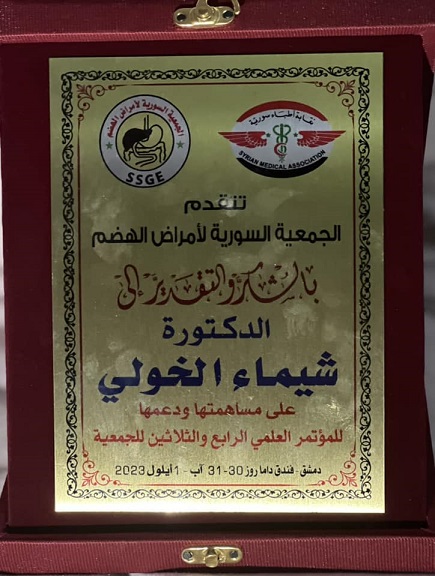 الجمعية السورية لأمراض الهضم
SSGE
نقابة أطباء سورية
SYRIAN MEDICAL ASSOCIATION
تتقدم
الجمعية السورية لأمراض الهضم
بالشكر والتقدير إلى
الدكتورة
شيماء الخولي
على مساهمتها ودعمها
للمؤتمر العلمي الرابع والثلاثين للجمعية
دمشق - فندق داما روز 30-31 آب - 1 أيلول 2023